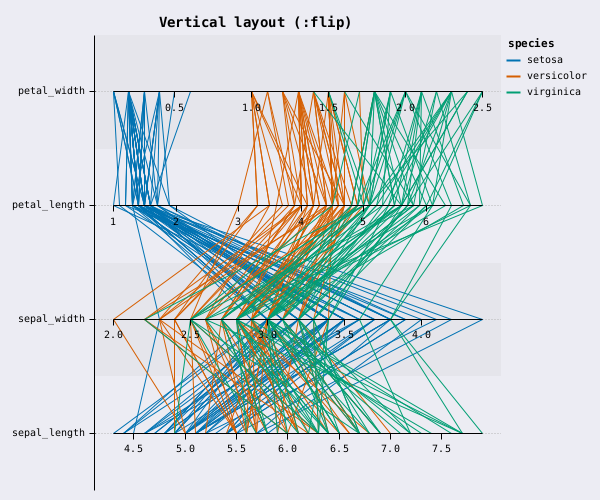 Vertical layout (:flip)
species
setosa
versicolor
virginica
petal_width
0.5 1.0 1.5 2.0 2.5
petal_length
1 2 3 4 5 6
sepal_width
2.0 2.5 3.0 3.5 4.0
sepal_length
4.5 5.0 5.5 6.0 6.5 7.0 7.5